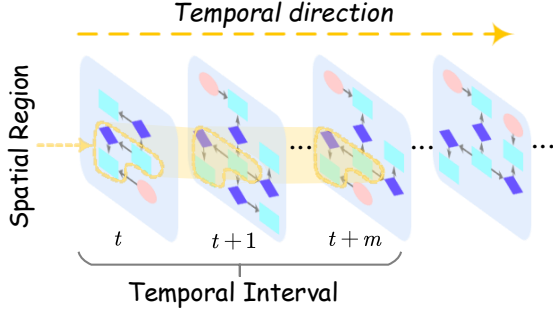 Temporal direction
Spatial Region
... ... ...
t
t + 1
t + m
Temporal Interval